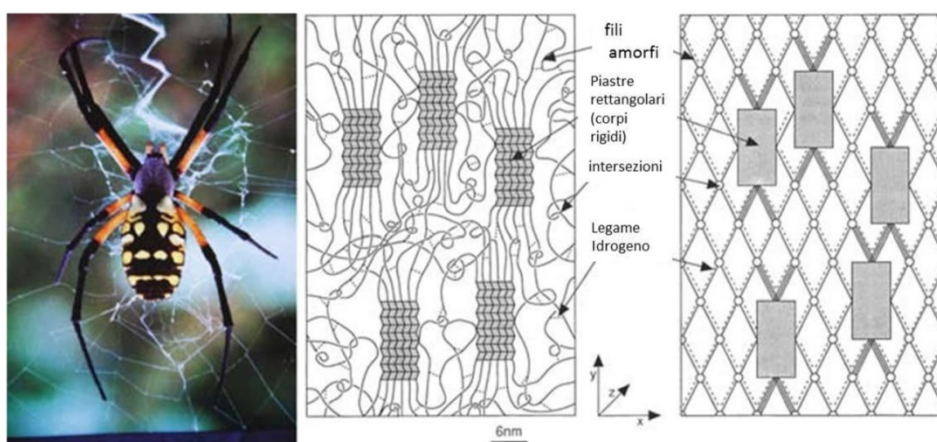 fili
amorfi
Piastre
rettangolari
(corpi
rigidi)
intersezioni
Legame
Idrogeno
y
z
x
6nm